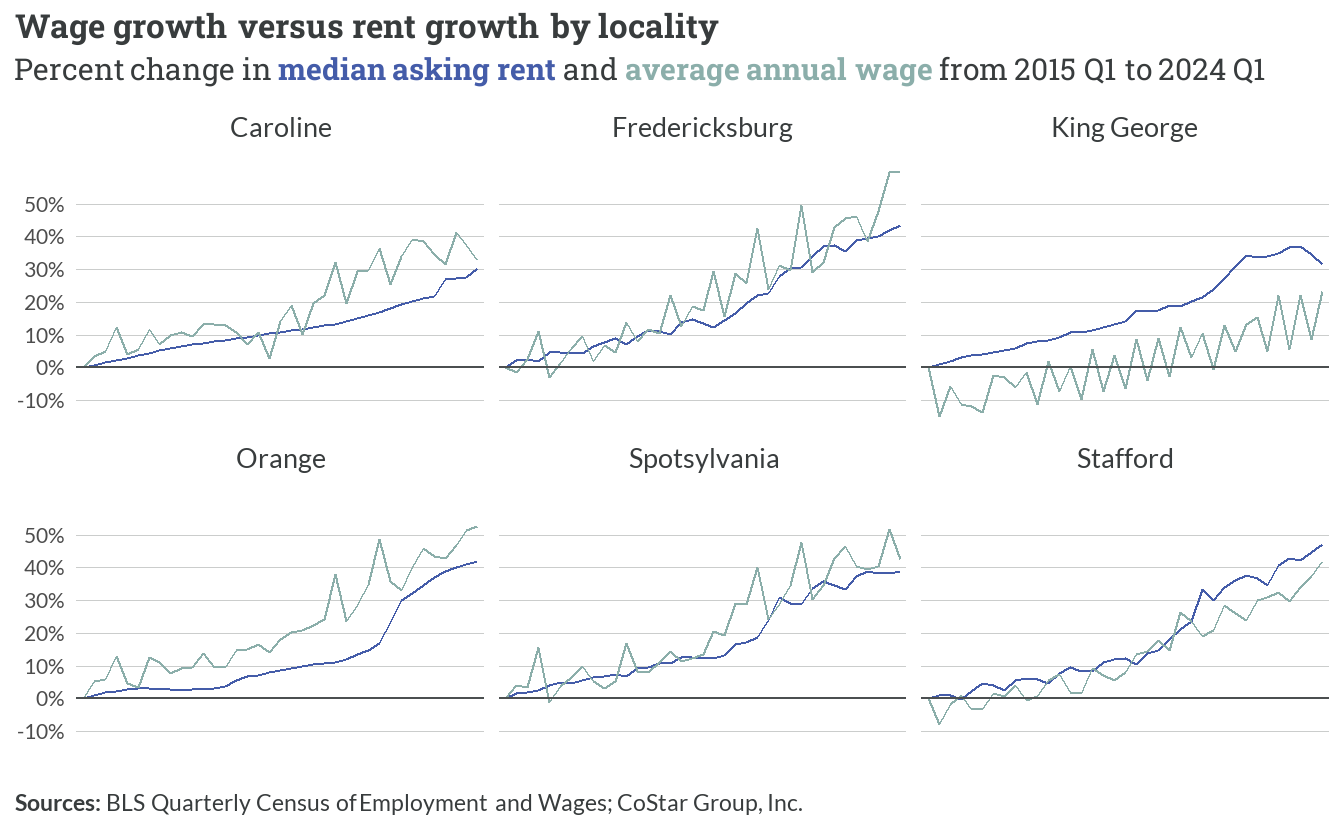 Wage growth versus rent growth by locality
Percent change in median asking rent and average annual wage from 2015 Q1 to 2024 Q1
Caroline
Fredericksburg
King George
50%
40%
30%
20%
10%
0%
-10%
Orange
Spotsylvania
Stafford
50%
40%
30%
20%
10%
0%
-10%
Sources: BLS Quarterly Census of Employment and Wages; CoStar Group, Inc.